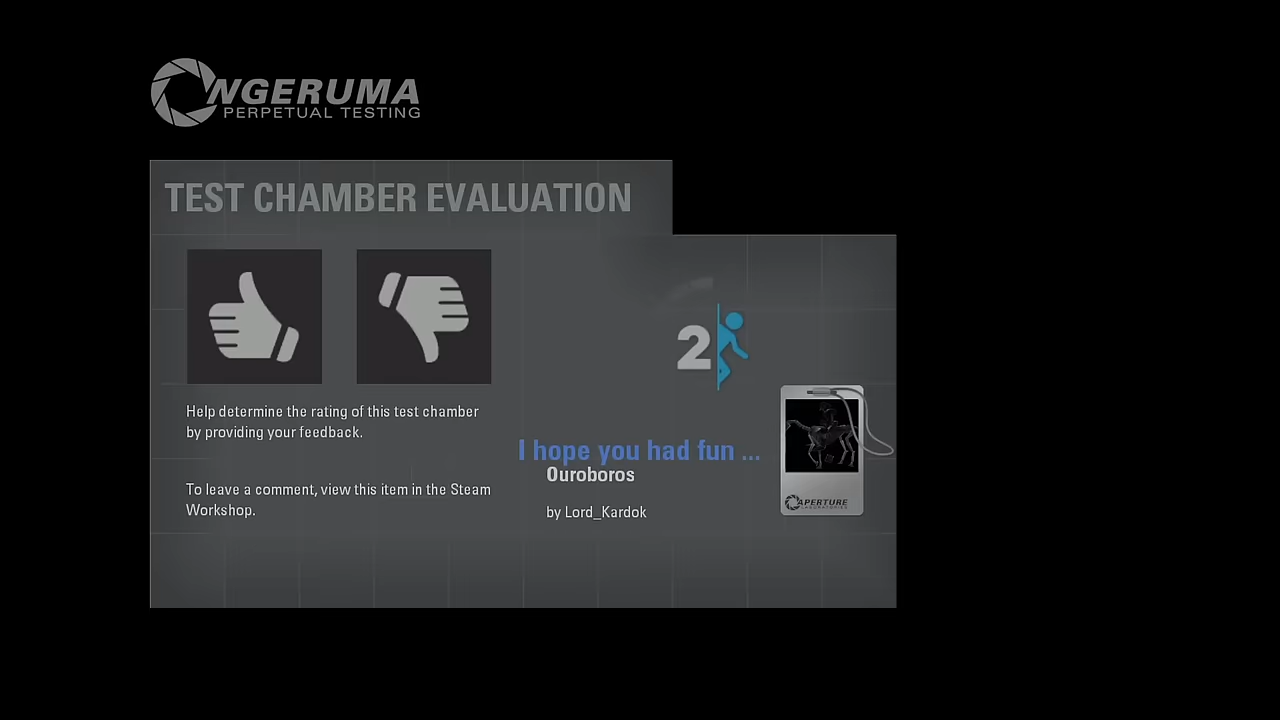 NGERUMA
PERPETUAL TESTING
TEST CHAMBER EVALUATION
2
Help determine the rating of this test chamber
by providing your feedback.
I hope you had fun ...
Ouroboros
To leave a comment, view this item in the Steam
Workshop.
by Lord_Kardok
APERTURE
LABORATORIES